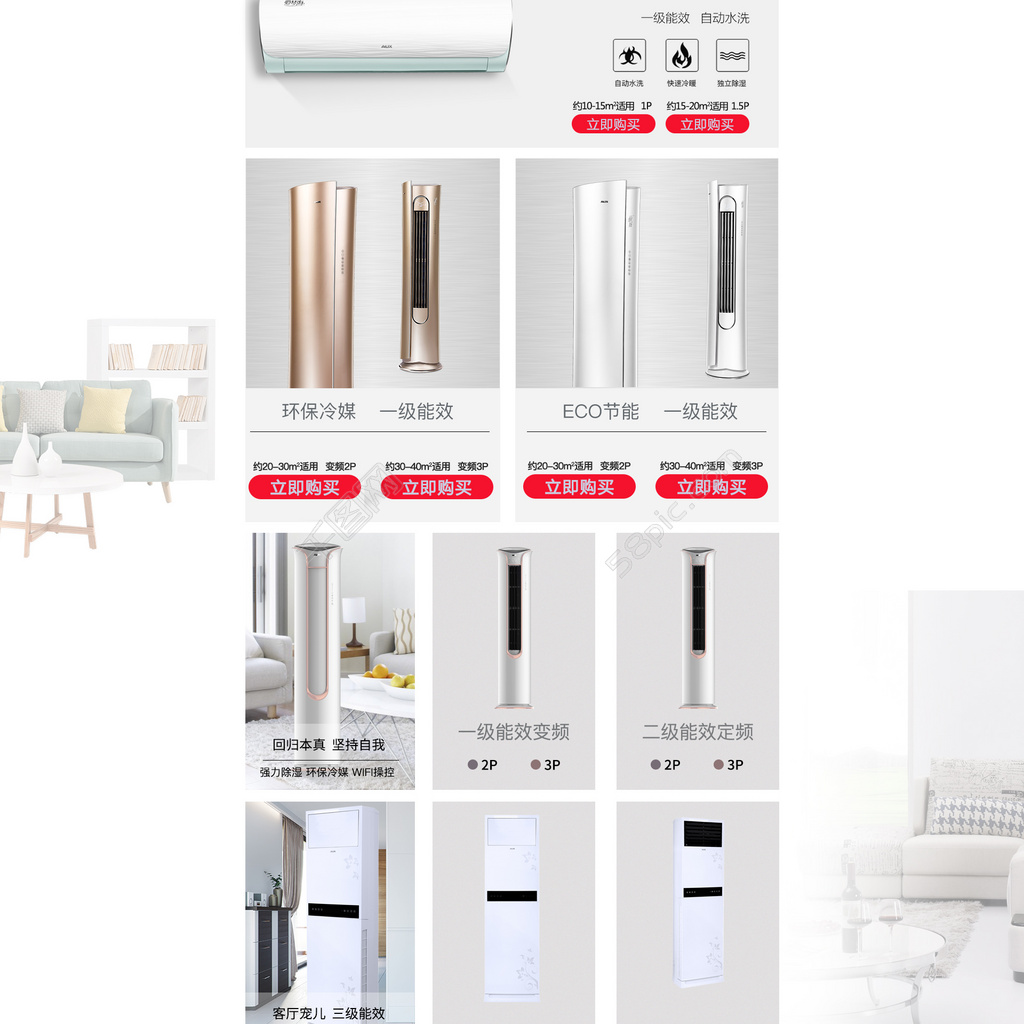 一级能效 自动水洗
自动水洗 快速冷暖 独立除湿
约10-15m²适用 1P 约15-20m²适用 1.5P
立即购买 立即购买
AUX
环保冷媒 一级能效
约20-30m²适用 变频2P 约30-40m²适用 变频3P
立即购买 立即购买
ECO节能 一级能效
约20-30m²适用 变频2P 约30-40m²适用 变频3P
立即购买 立即购买
58pic.com
回归本真 坚持自我
强力除湿 环保冷媒 WIFI操控
一级能效变频
2P 3P
二级能效定频
2P 3P
客厅宠儿 三级能效